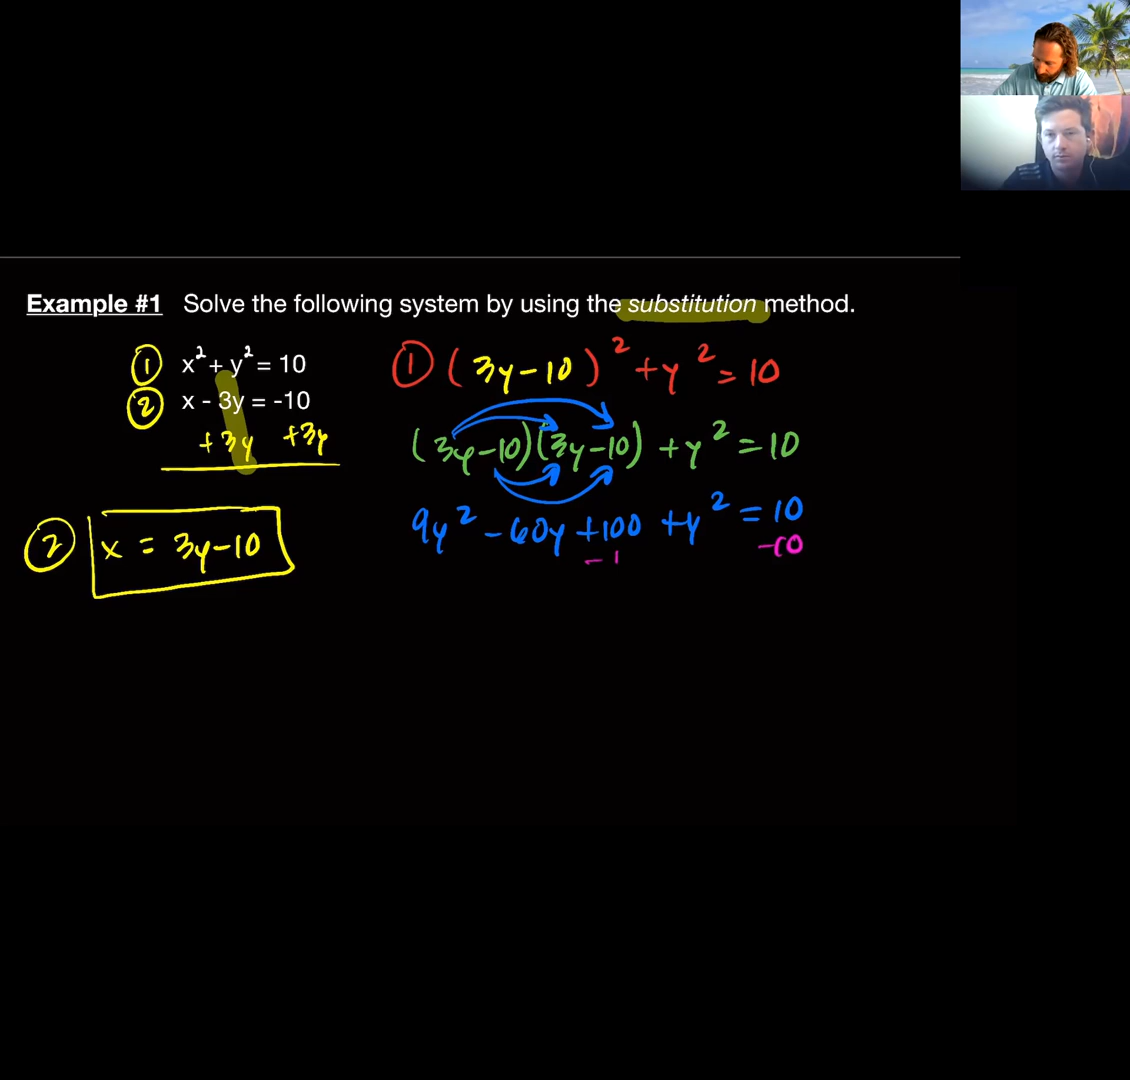 Example #1 Solve the following system by using the substitution method.
① x² + y² = 10
② x - 3y = -10
+3y +3y
② x = 3y-10
① (3y-10)² + y² = 10
(3y-10)(3y-10) + y² = 10
9y² - 60y + 100 + y² = 10
-1 -10